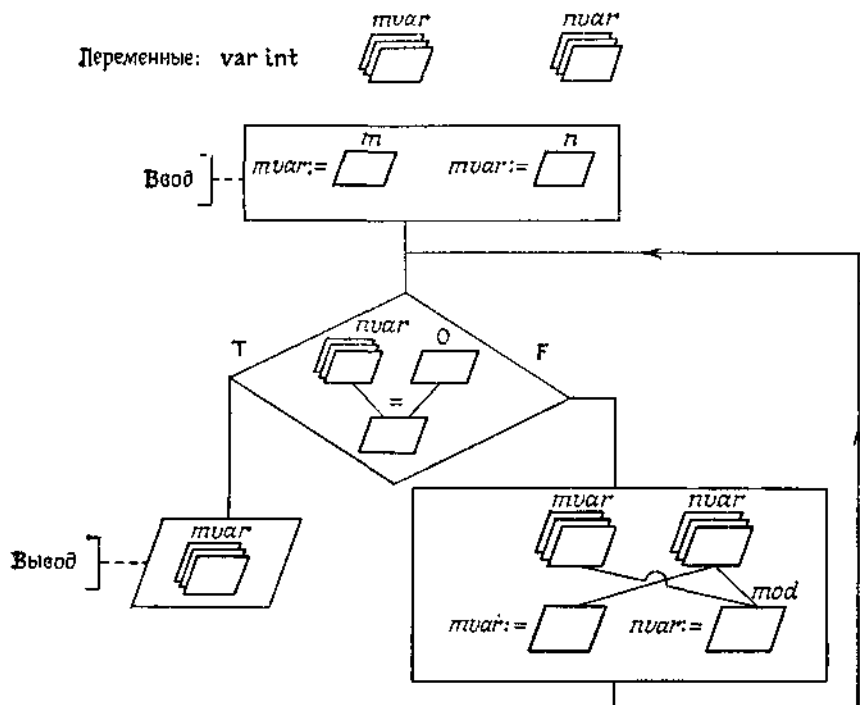 mvar nvar
Переменные: var int
m n
Ввод mvar:= mvar:=
nvar 0
T F
=
mvar nvar
mvar
Вывод
mod
mvar:= nvar:=